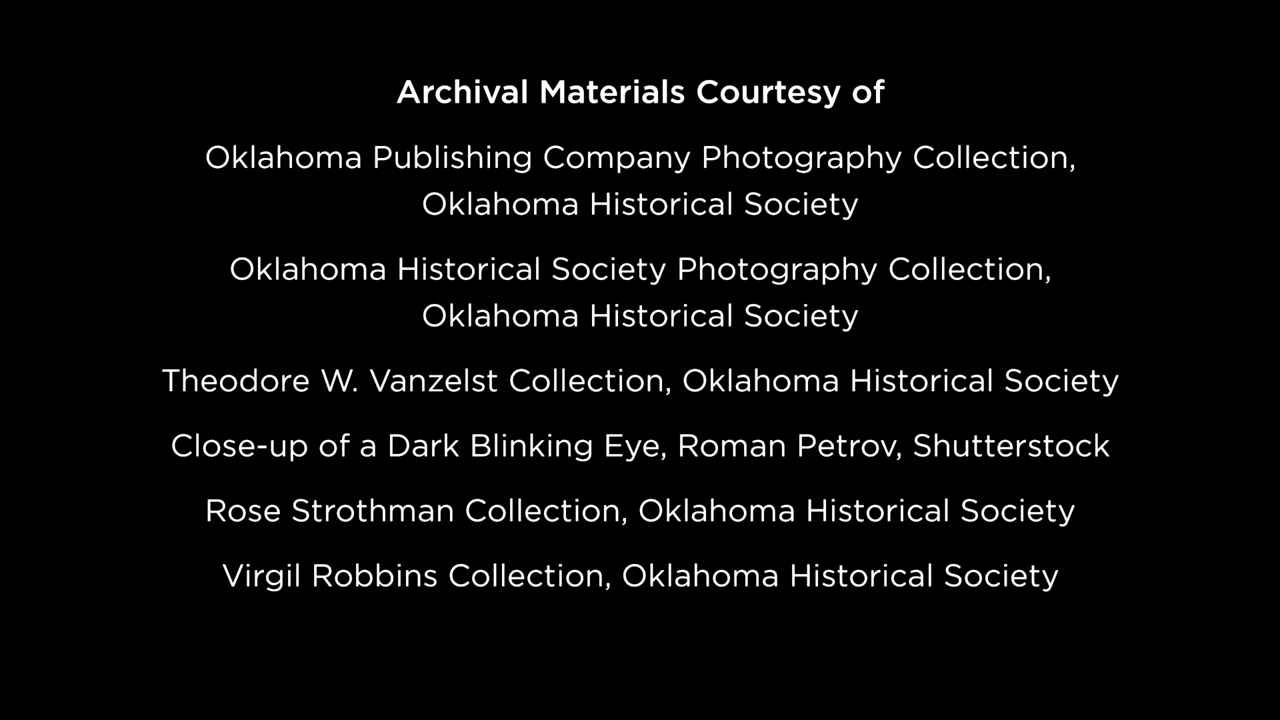 Archival Materials Courtesy of
Oklahoma Publishing Company Photography Collection,
Oklahoma Historical Society
Oklahoma Historical Society Photography Collection,
Oklahoma Historical Society
Theodore W. Vanzelst Collection, Oklahoma Historical Society
Close-up of a Dark Blinking Eye, Roman Petrov, Shutterstock
Rose Strothman Collection, Oklahoma Historical Society
Virgil Robbins Collection, Oklahoma Historical Society